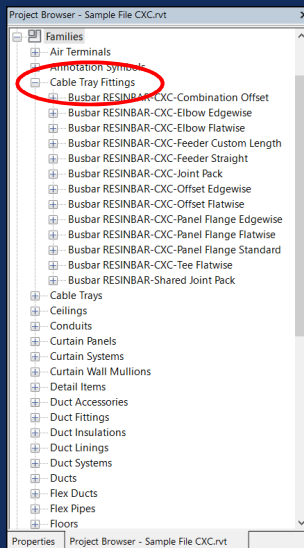 Project Browser - Sample File CXC.rvt
Families
Air Terminals
Annotation Symbols
Cable Tray Fittings
Busbar RESINBAR-CXC-Combination Offset
Busbar RESINBAR-CXC-Elbow Edgewise
Busbar RESINBAR-CXC-Elbow Flatwise
Busbar RESINBAR-CXC-Feeder Custom Length
Busbar RESINBAR-CXC-Feeder Straight
Busbar RESINBAR-CXC-Joint Pack
Busbar RESINBAR-CXC-Offset Edgewise
Busbar RESINBAR-CXC-Offset Flatwise
Busbar RESINBAR-CXC-Panel Flange Edgewise
Busbar RESINBAR-CXC-Panel Flange Flatwise
Busbar RESINBAR-CXC-Panel Flange Standard
Busbar RESINBAR-CXC-Tee Flatwise
Busbar RESINBAR-Shared Joint Pack
Cable Trays
Ceilings
Conduits
Curtain Panels
Curtain Systems
Curtain Wall Mullions
Detail Items
Duct Accessories
Duct Fittings
Duct Insulations
Duct Linings
Duct Systems
Ducts
Flex Ducts
Flex Pipes
Floors
Properties Project Browser - Sample File CXC.rvt